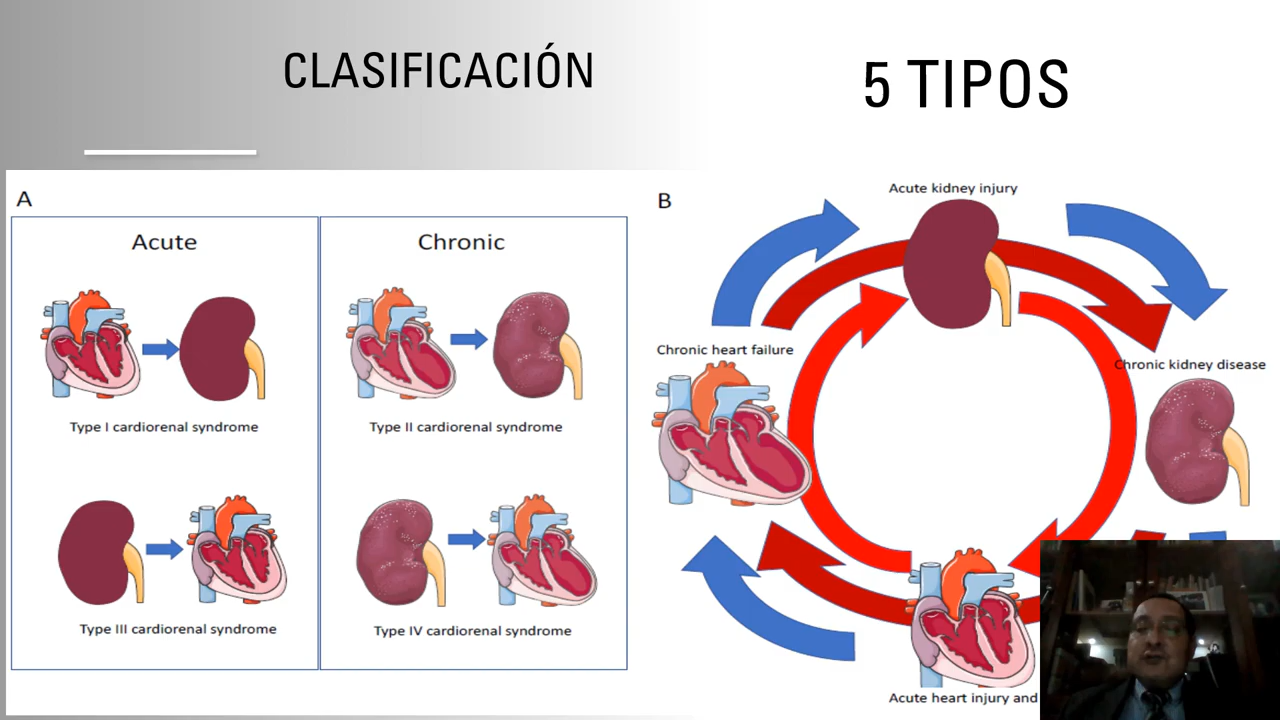 CLASIFICACIÓN
5 TIPOS
A
Acute
Chronic
Type I cardiorenal syndrome
Type II cardiorenal syndrome
Type III cardiorenal syndrome
Type IV cardiorenal syndrome
B
Acute kidney injury
Chronic heart failure
Chronic kidney disease
Acute heart injury and